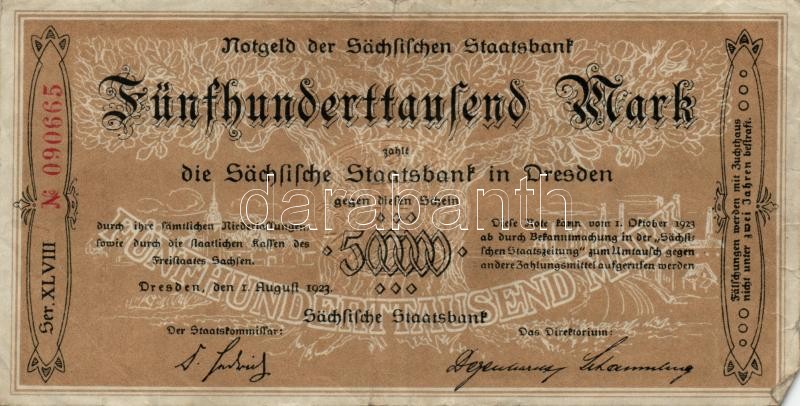 Notgeld der Sächsischen Staatsbank
Fünfhunderttausend Mark
zahlt
die Sächsische Staatsbank in Dresden
gegen diesen Schein
durch ihre sämtlichen Niederlassungen
sowie durch die staatlichen Kassen des
Freistaates Sachsen.
500000
Diese Note kann vom 1. Oktober 1923
ab durch Bekanntmachung in der „Sächsi-
schen Staatszeitung" zum Umtausch gegen
andere Zahlungsmittel aufgerufen werden
FÜNFHUNDERTTAUSEND
Dresden, den 1. August 1923.
Sächsische Staatsbank
Der Staatskommissar:
Das Direktorium:
Degenhardt
Ser. XLVIII
№ 090665
Fälschungen werden mit Zuchthaus
nicht unter zwei Jahren bestraft.
darabanth